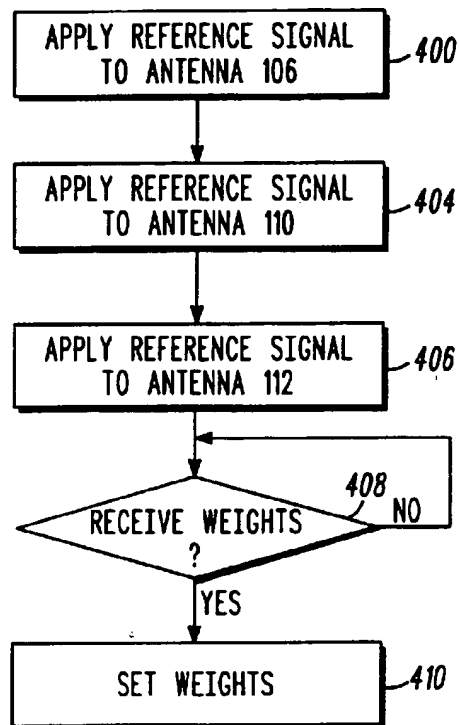 APPLY REFERENCE SIGNAL
TO ANTENNA 106
400
APPLY REFERENCE SIGNAL
TO ANTENNA 110
404
APPLY REFERENCE SIGNAL
TO ANTENNA 112
406
408
RECEIVE WEIGHTS
?
NO
YES
SET WEIGHTS
410